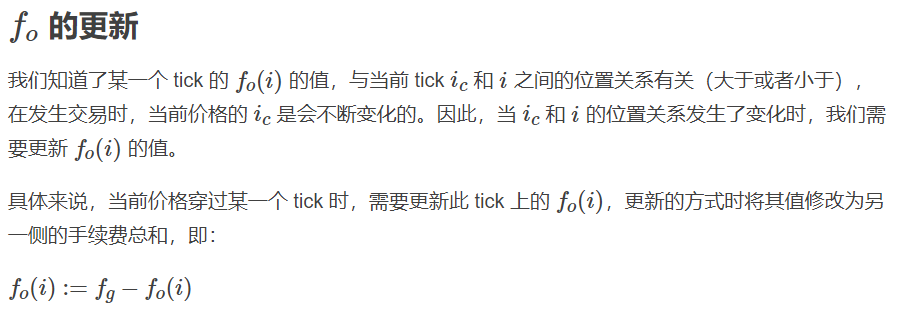 f_o 的更新
我们知道了某一个 tick 的 f_o(i) 的值，与当前 tick i_c 和 i 之间的位置关系有关（大于或者小于），
在发生交易时，当前价格的 i_c 是会不断变化的。因此，当 i_c 和 i 的位置关系发生了变化时，我们需
要更新 f_o(i) 的值。
具体来说，当前价格穿过某一个 tick 时，需要更新此 tick 上的 f_o(i)，更新的方式时将其值修改为另
一侧的手续费总和，即：
f_o(i) := f_g − f_o(i)